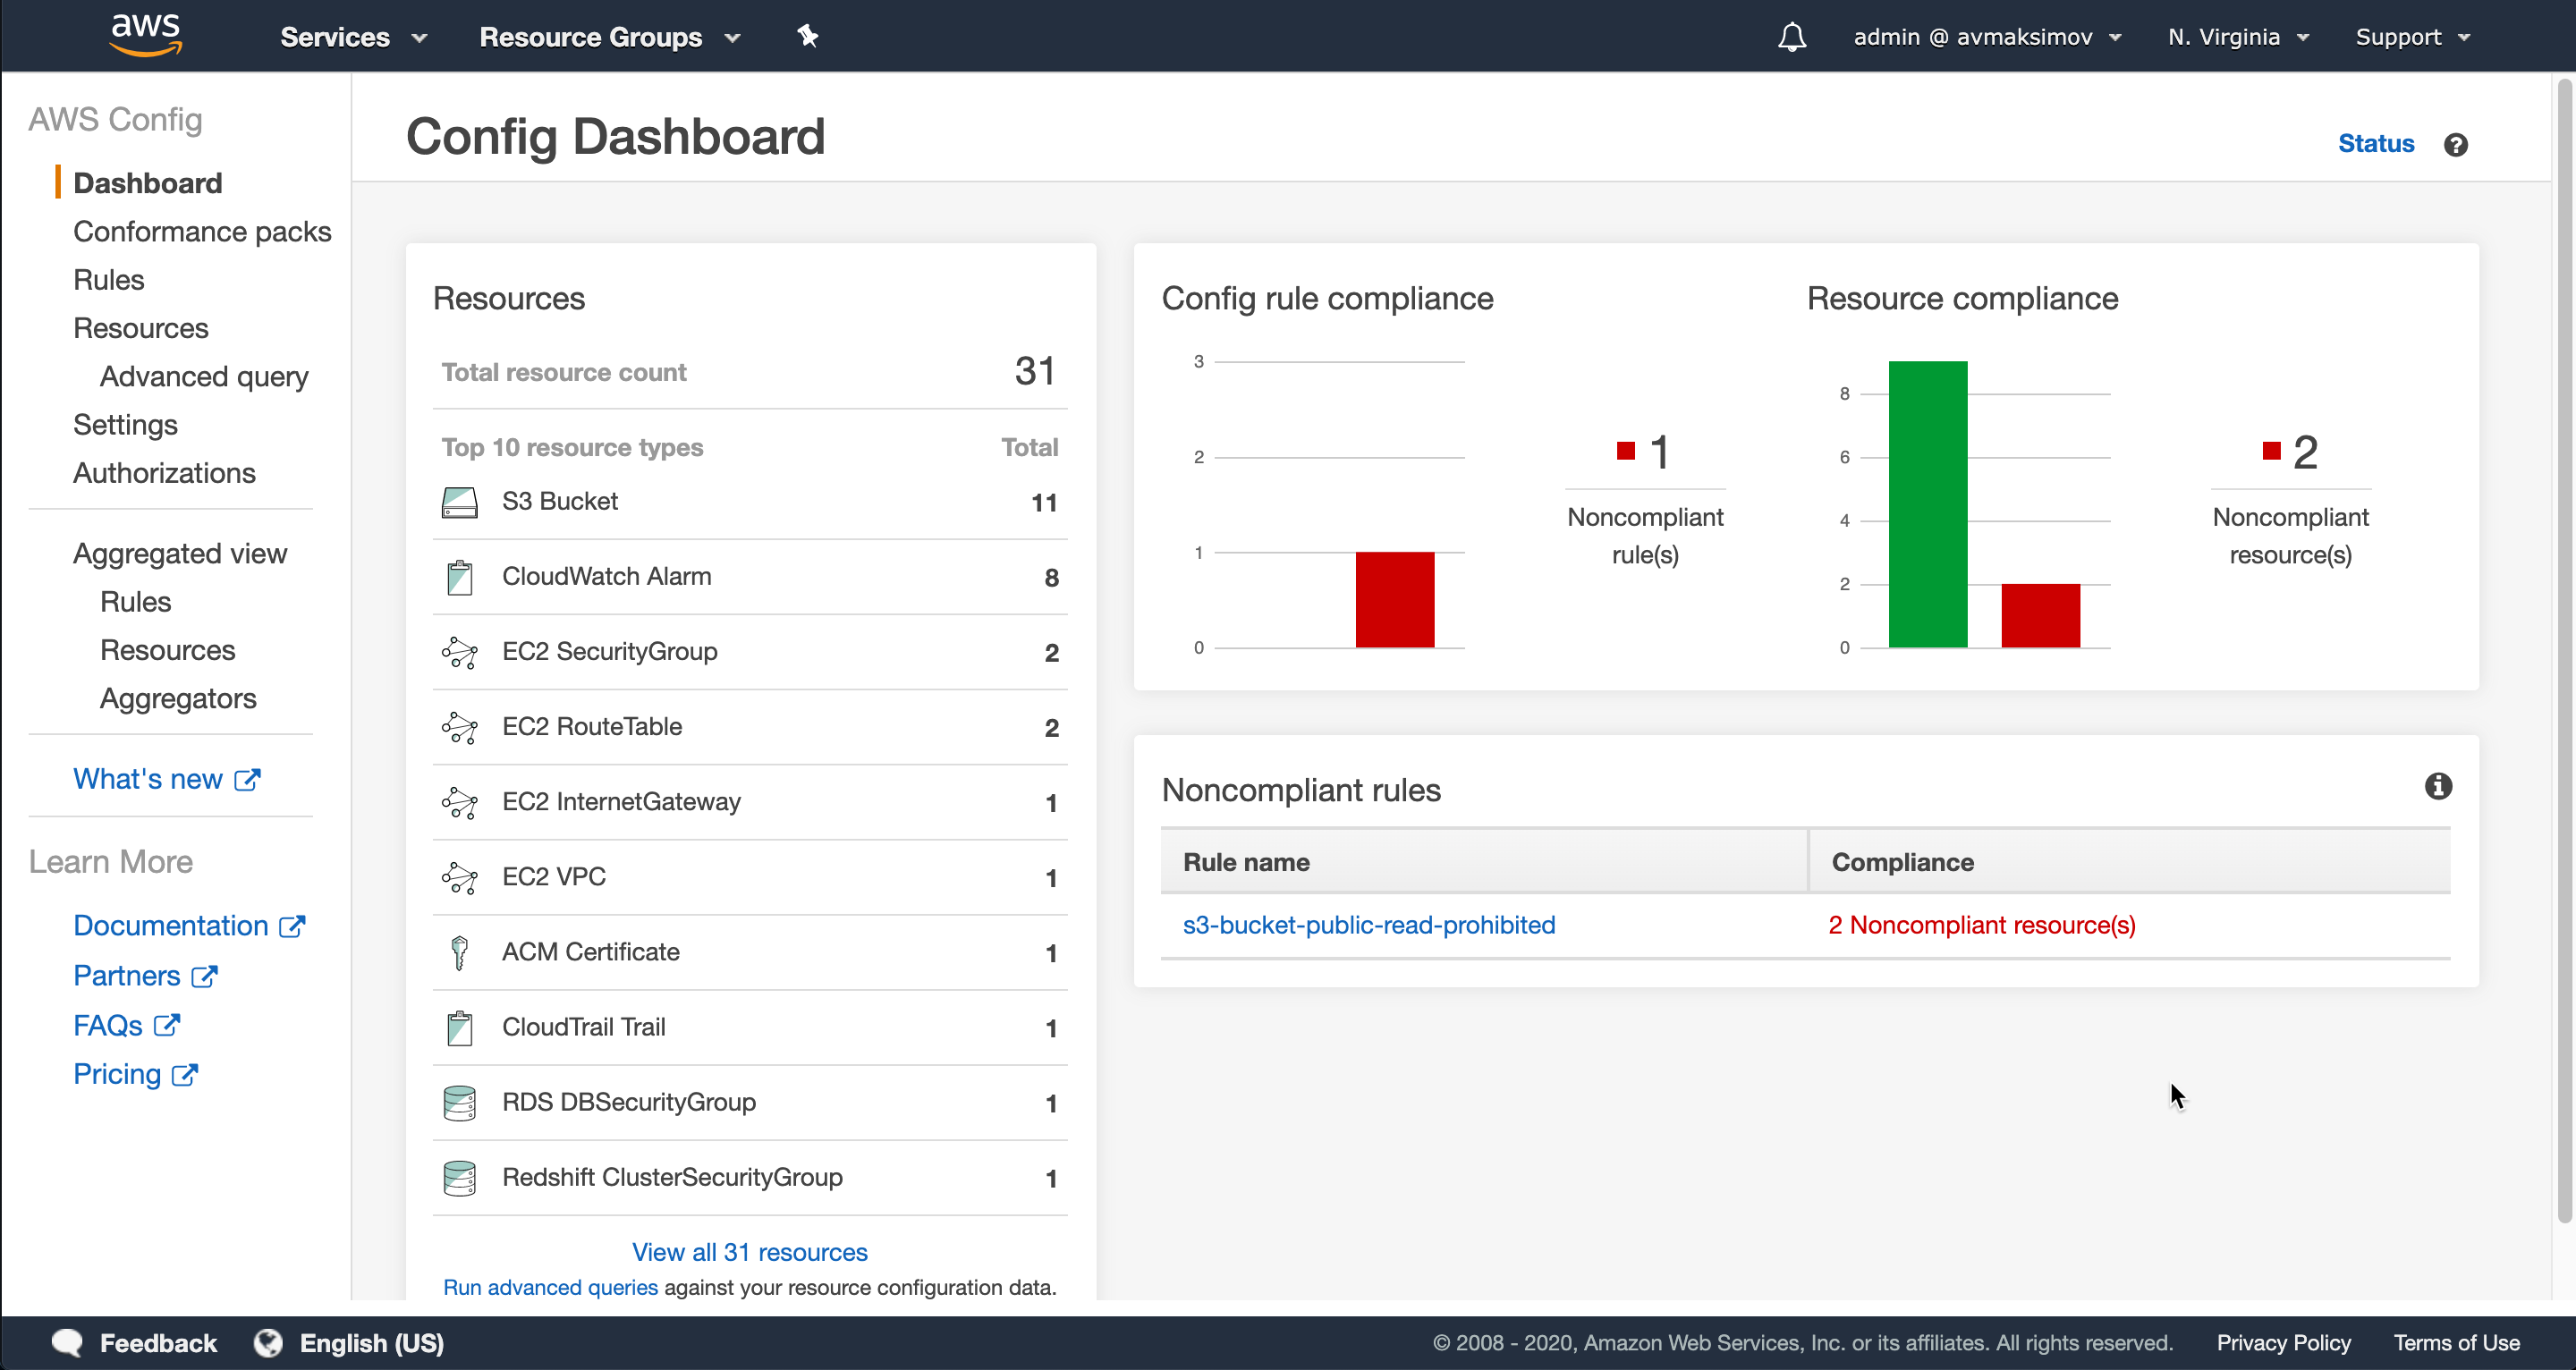 aws
Services
Resource Groups
admin @ avmaksimov
N. Virginia
Support
AWS Config
Dashboard
Conformance packs
Rules
Resources
Advanced query
Settings
Authorizations
Aggregated view
Rules
Resources
Aggregators
What's new
Learn More
Documentation
Partners
FAQs
Pricing
Config Dashboard
Status
?
Resources
Total resource count 31
Top 10 resource types Total
S3 Bucket 11
CloudWatch Alarm 8
EC2 SecurityGroup 2
EC2 RouteTable 2
EC2 InternetGateway 1
EC2 VPC 1
ACM Certificate 1
CloudTrail Trail 1
RDS DBSecurityGroup 1
Redshift ClusterSecurityGroup 1
View all 31 resources
Run advanced queries against your resource configuration data.
Config rule compliance
3
2
1
0
1
Noncompliant
rule(s)
Resource compliance
8
6
4
2
0
2
Noncompliant
resource(s)
Noncompliant rules
i
Rule name Compliance
s3-bucket-public-read-prohibited 2 Noncompliant resource(s)
Feedback
English (US)
© 2008 - 2020, Amazon Web Services, Inc. or its affiliates. All rights reserved.
Privacy Policy
Terms of Use